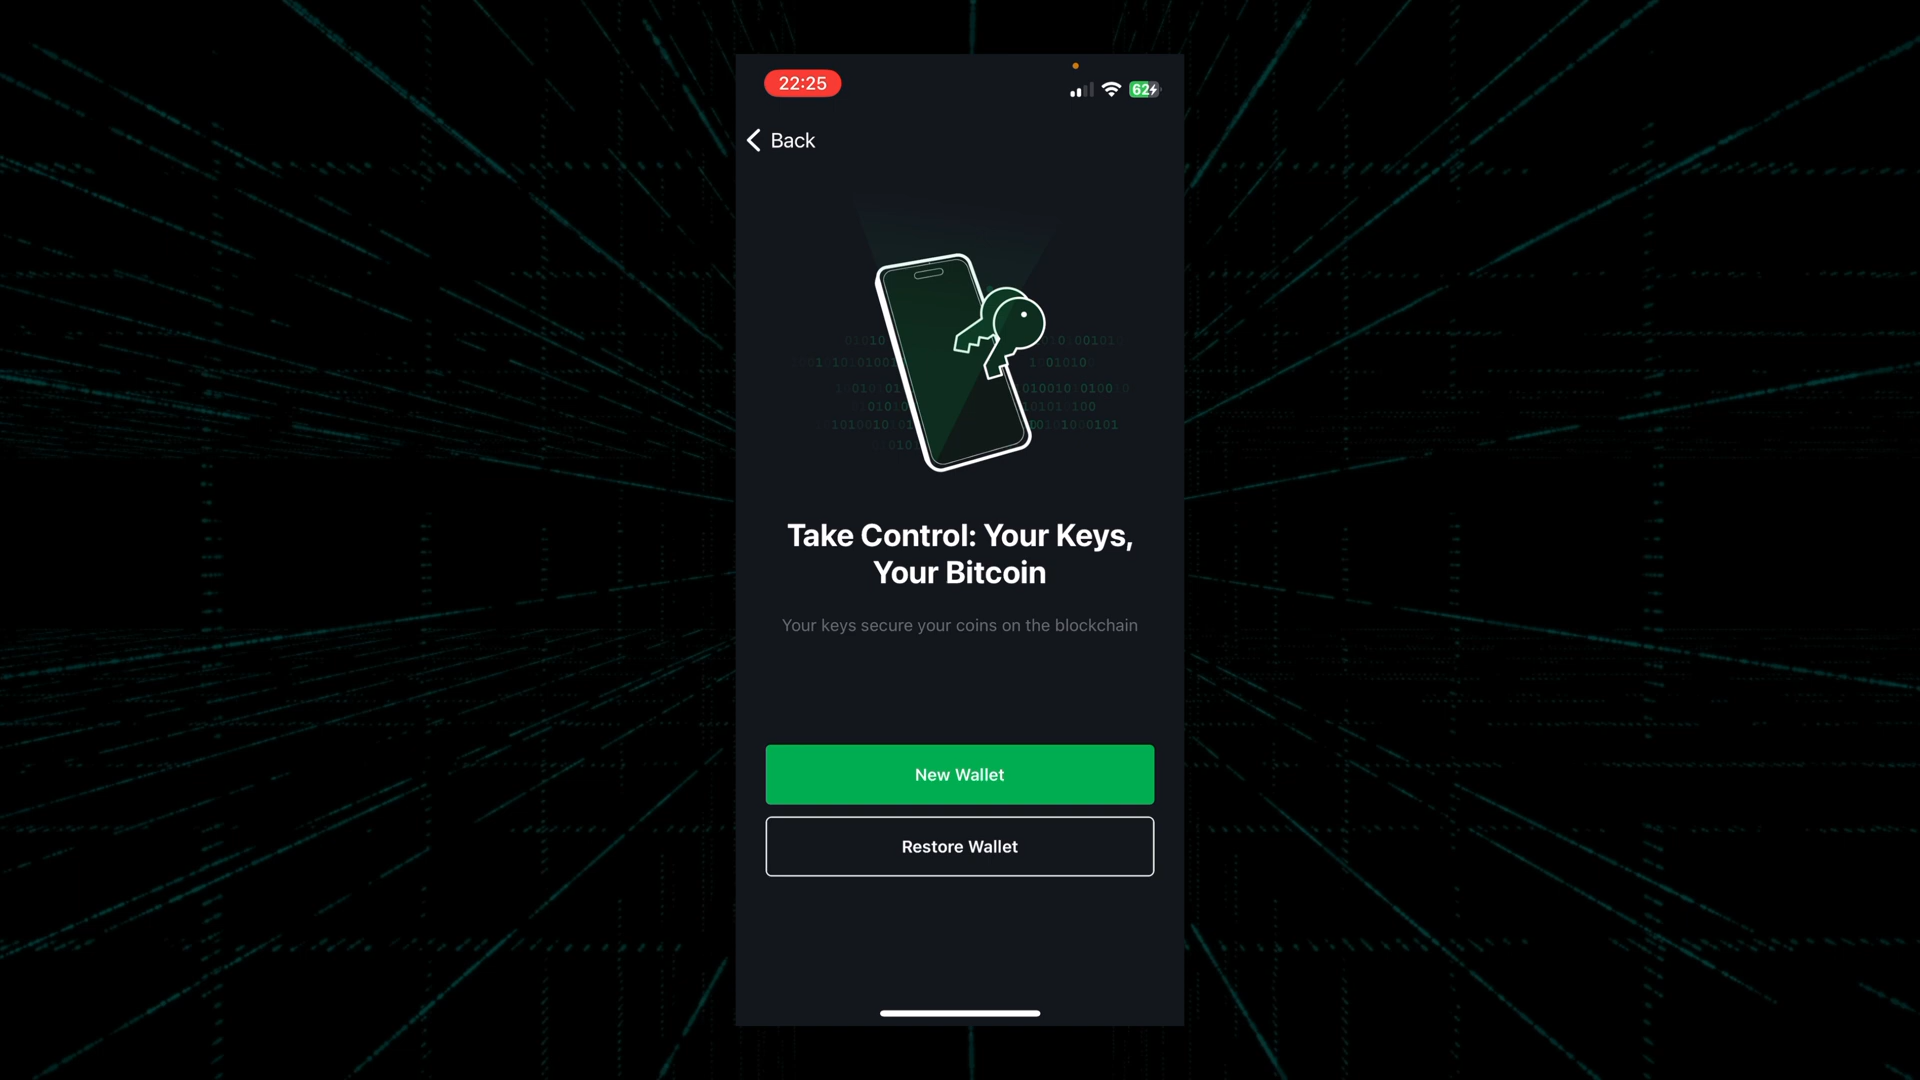 22:25
62
Back
Take Control: Your Keys,
Your Bitcoin
Your keys secure your coins on the blockchain
New Wallet
Restore Wallet